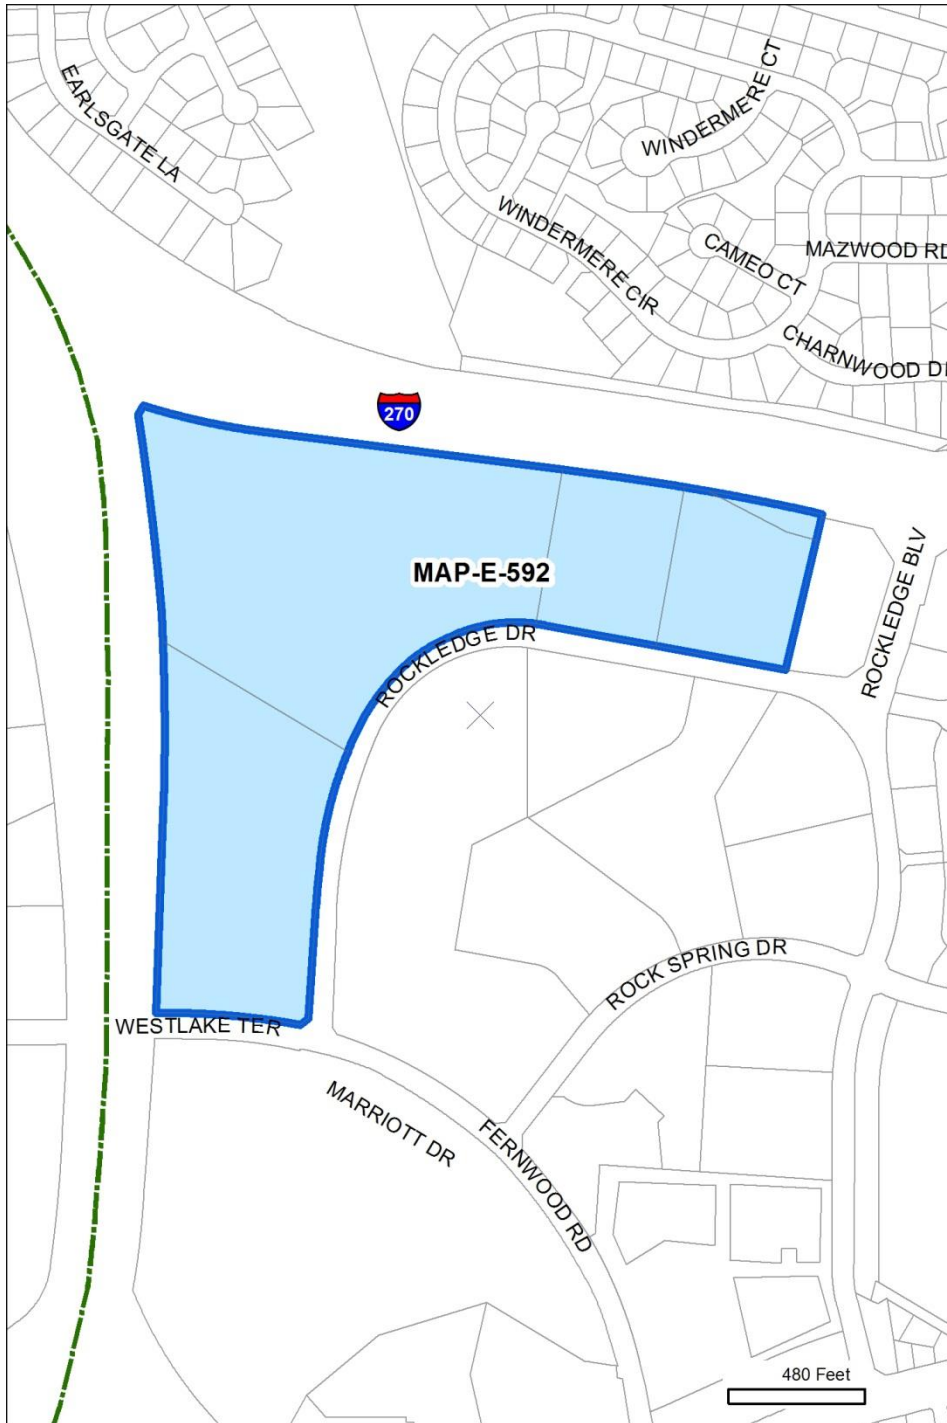 EARLSGATE LA
WINDERMERE CT
WINDERMERE CIR
CAMEO CT
MAZWOOD RD
CHARNWOOD D
270
MAP-E-592
ROCKLEDGE BLV
ROCKLEDGE DR
ROCK SPRING DR
WESTLAKE TER
MARRIOTT DR
FERNWOOD RD
480 Feet